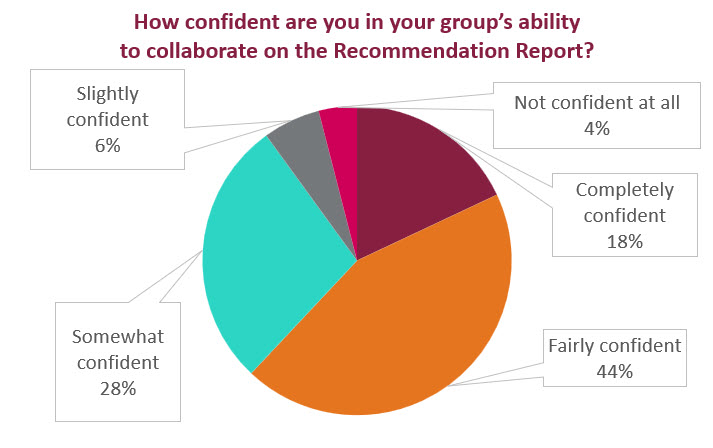 How confident are you in your group’s ability
to collaborate on the Recommendation Report?
Slightly
confident
6%
Not confident at all
4%
Completely
confident
18%
Somewhat
confident
28%
Fairly confident
44%